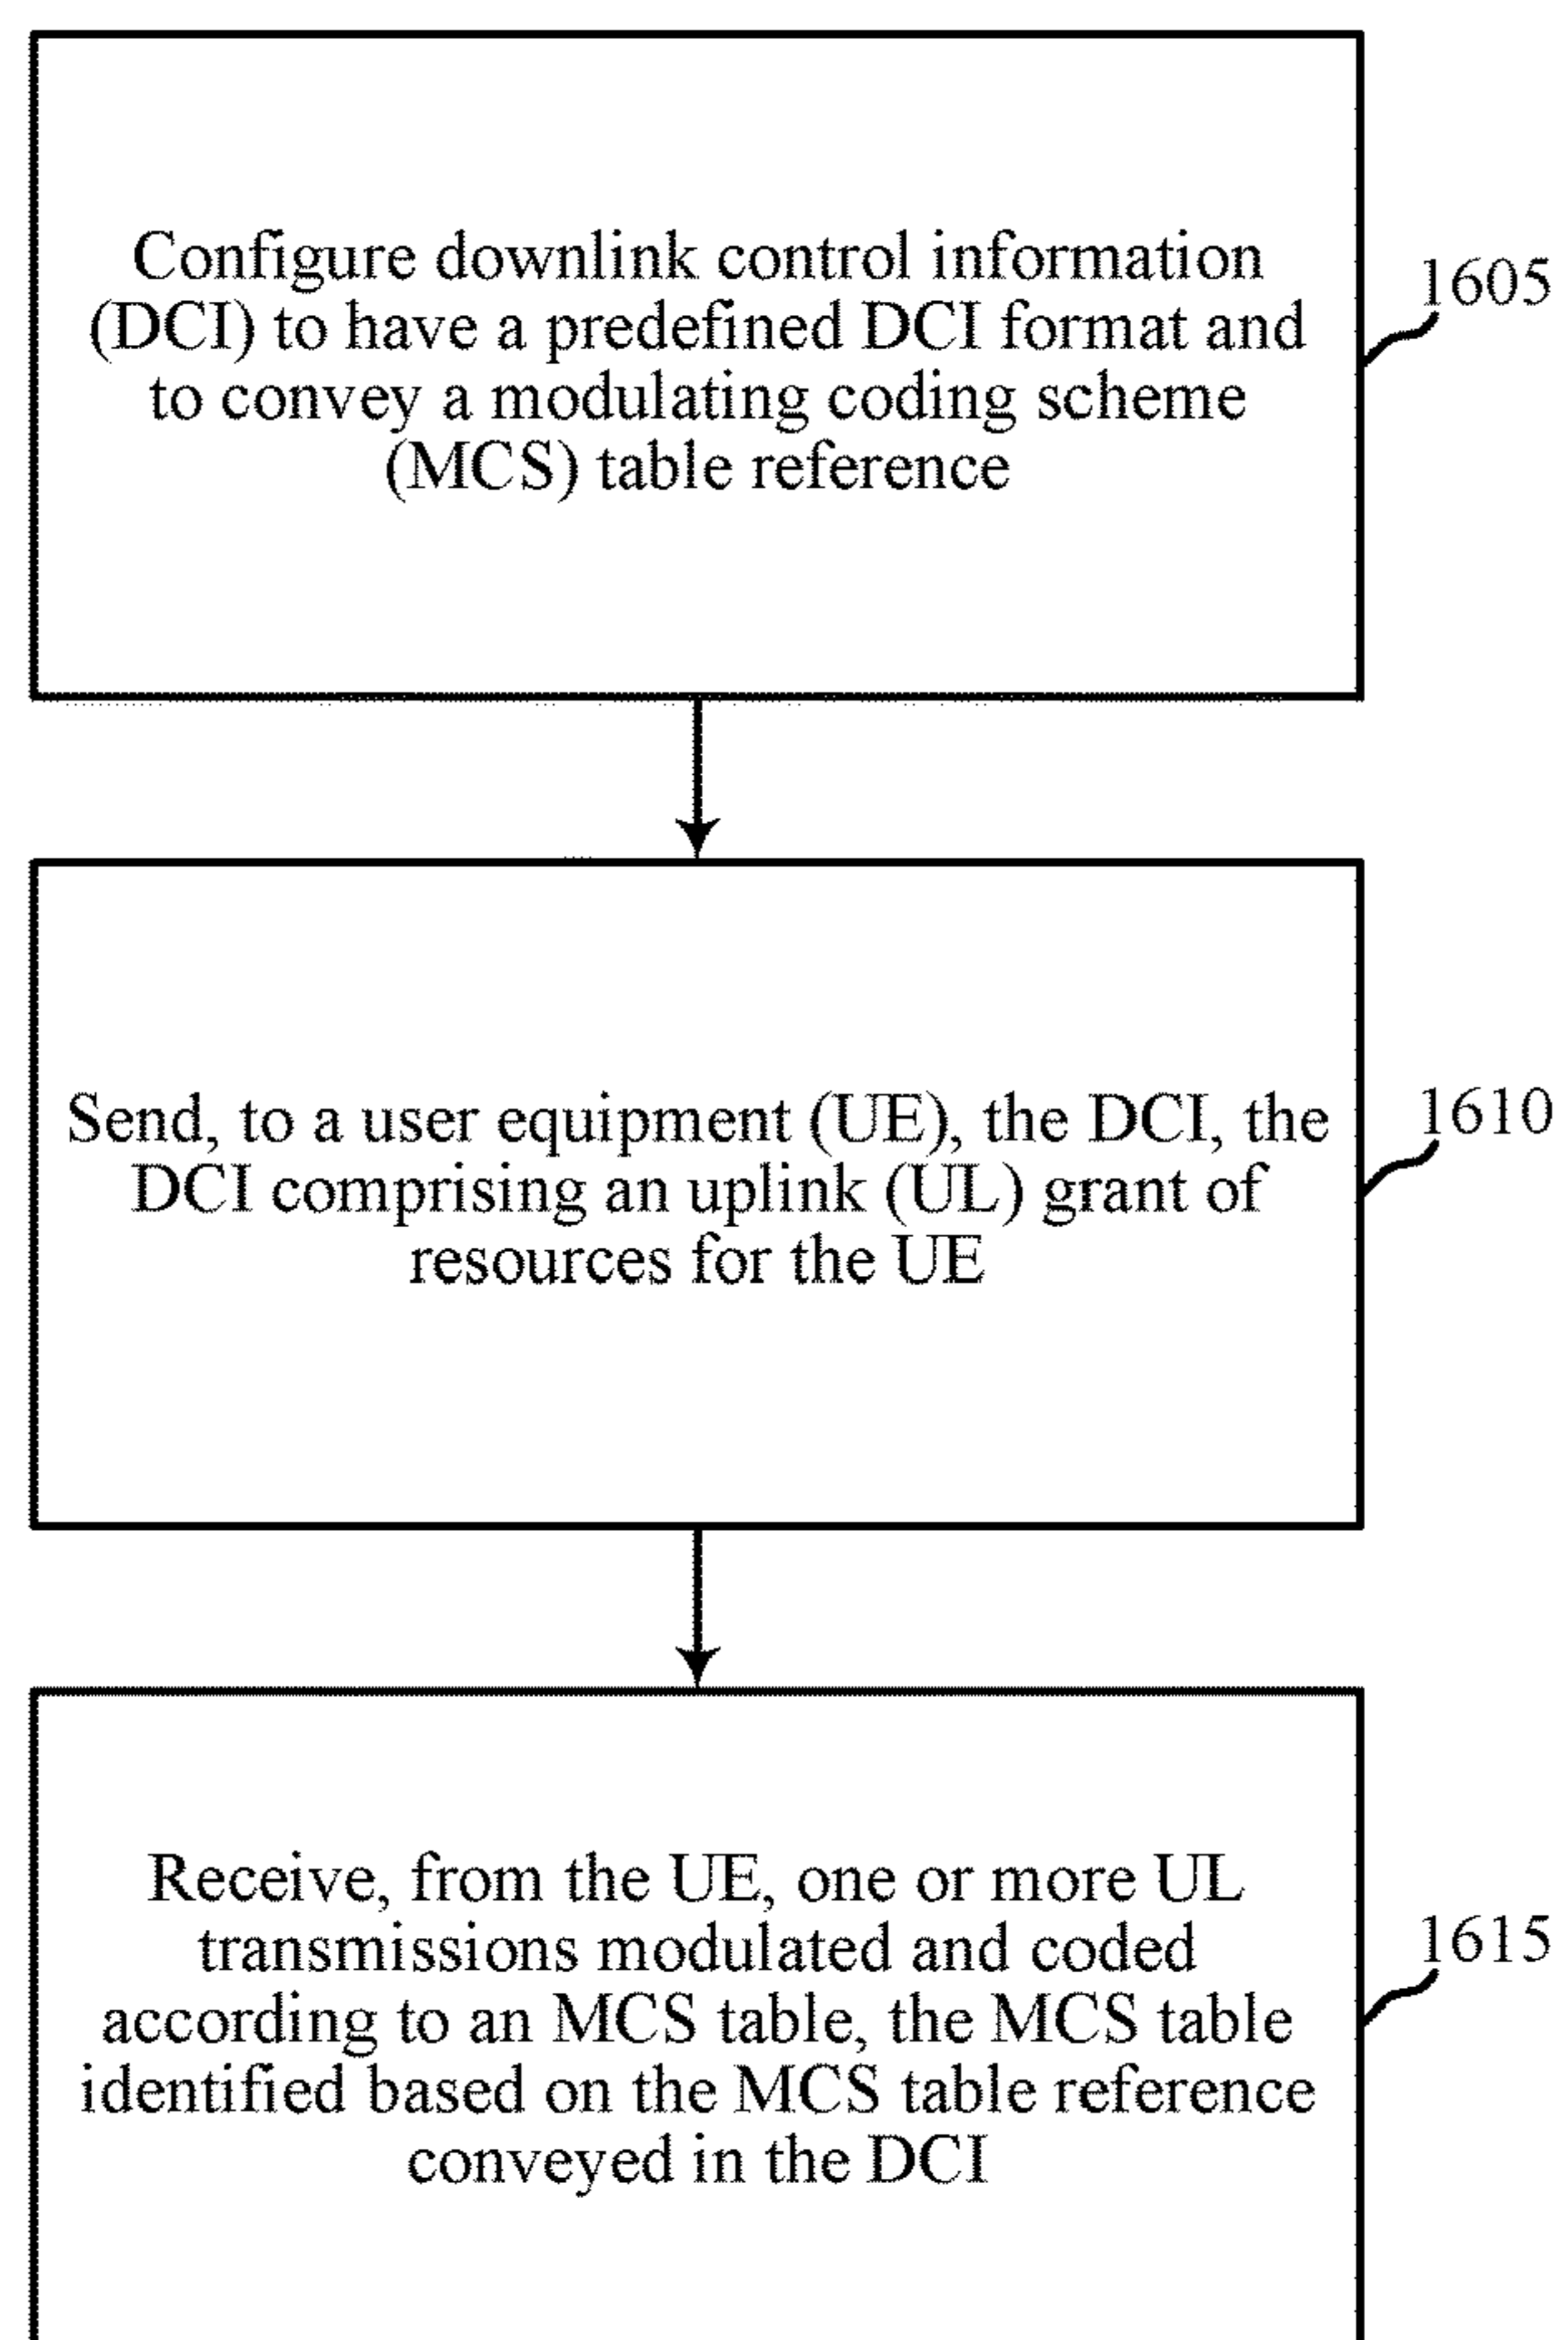 Configure downlink control information
(DCI) to have a predefined DCI format and
to convey a modulating coding scheme
(MCS) table reference
1605
Send, to a user equipment (UE), the DCI, the
DCI comprising an uplink (UL) grant of
resources for the UE
1610
Receive, from the UE, one or more UL
transmissions modulated and coded
according to an MCS table, the MCS table
identified based on the MCS table reference
conveyed in the DCI
1615